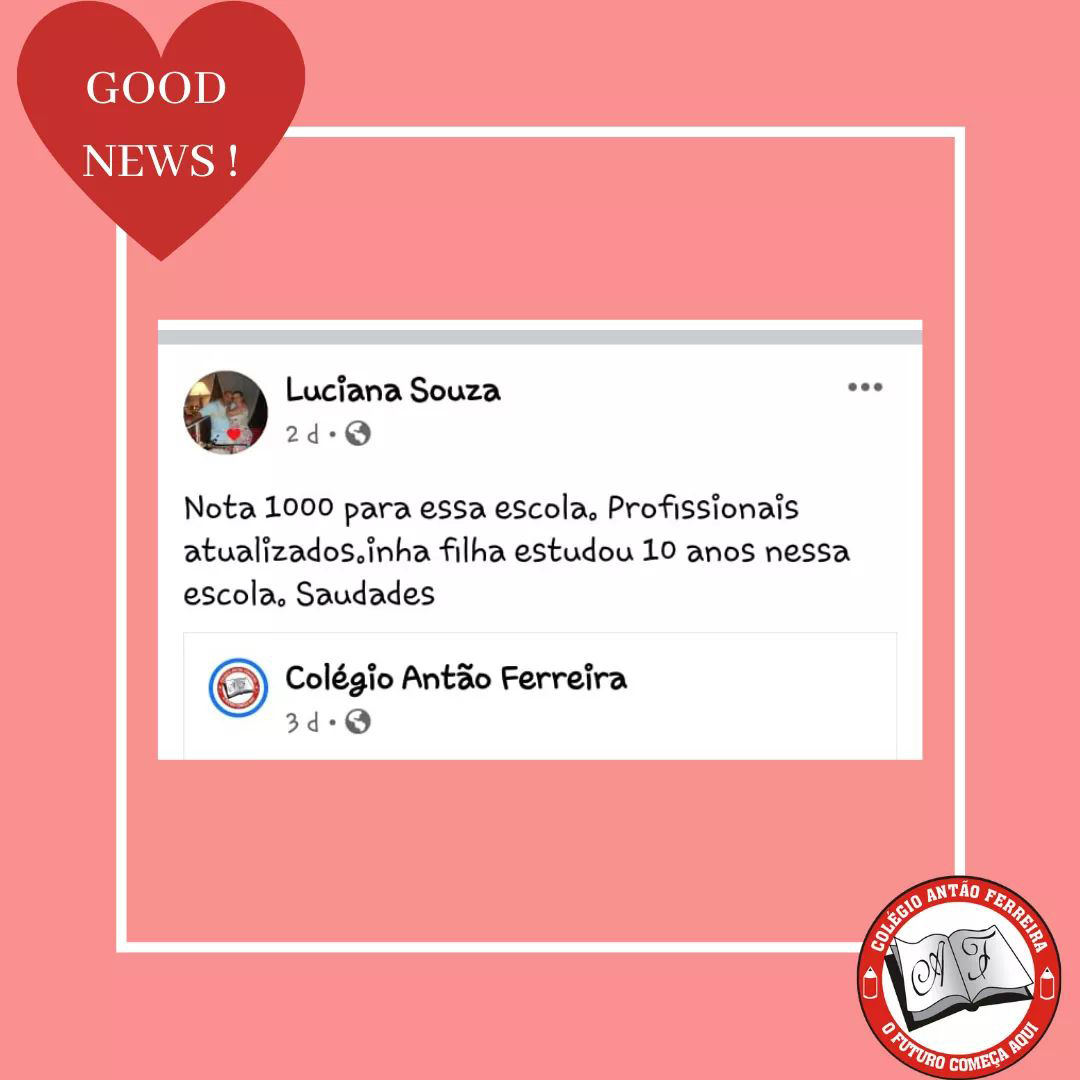 GOOD
NEWS !
Luciana Souza
2 d
Nota 1000 para essa escola. Profissionais
atualizados.inha filha estudou 10 anos nessa
escola. Saudades
Colégio Antão Ferreira
3 d
COLÉGIO ANTÃO FERREIRA
AF
O FUTURO COMEÇA AQUI